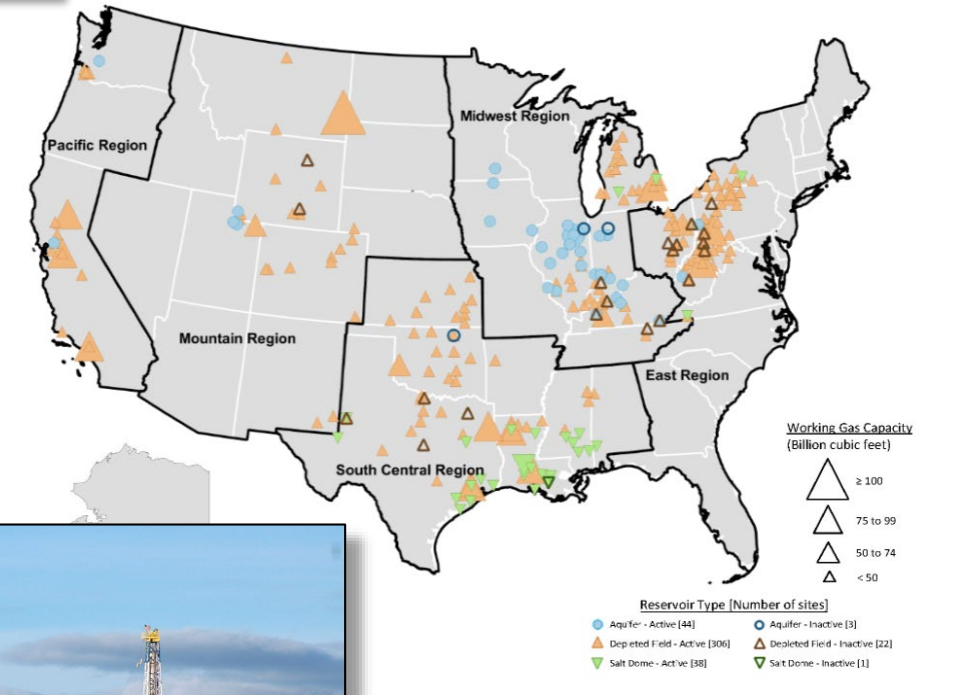 Pacific Region
Midwest Region
Mountain Region
East Region
South Central Region
Working Gas Capacity
(Billion cubic feet)
≥ 100
75 to 99
50 to 74
< 50
Reservoir Type [Number of sites]
Aquifer - Active [44]
Aquifer - Inactive [3]
Depleted Field - Active [306]
Depleted Field - Inactive [22]
Salt Dome - Active [38]
Salt Dome - Inactive [1]